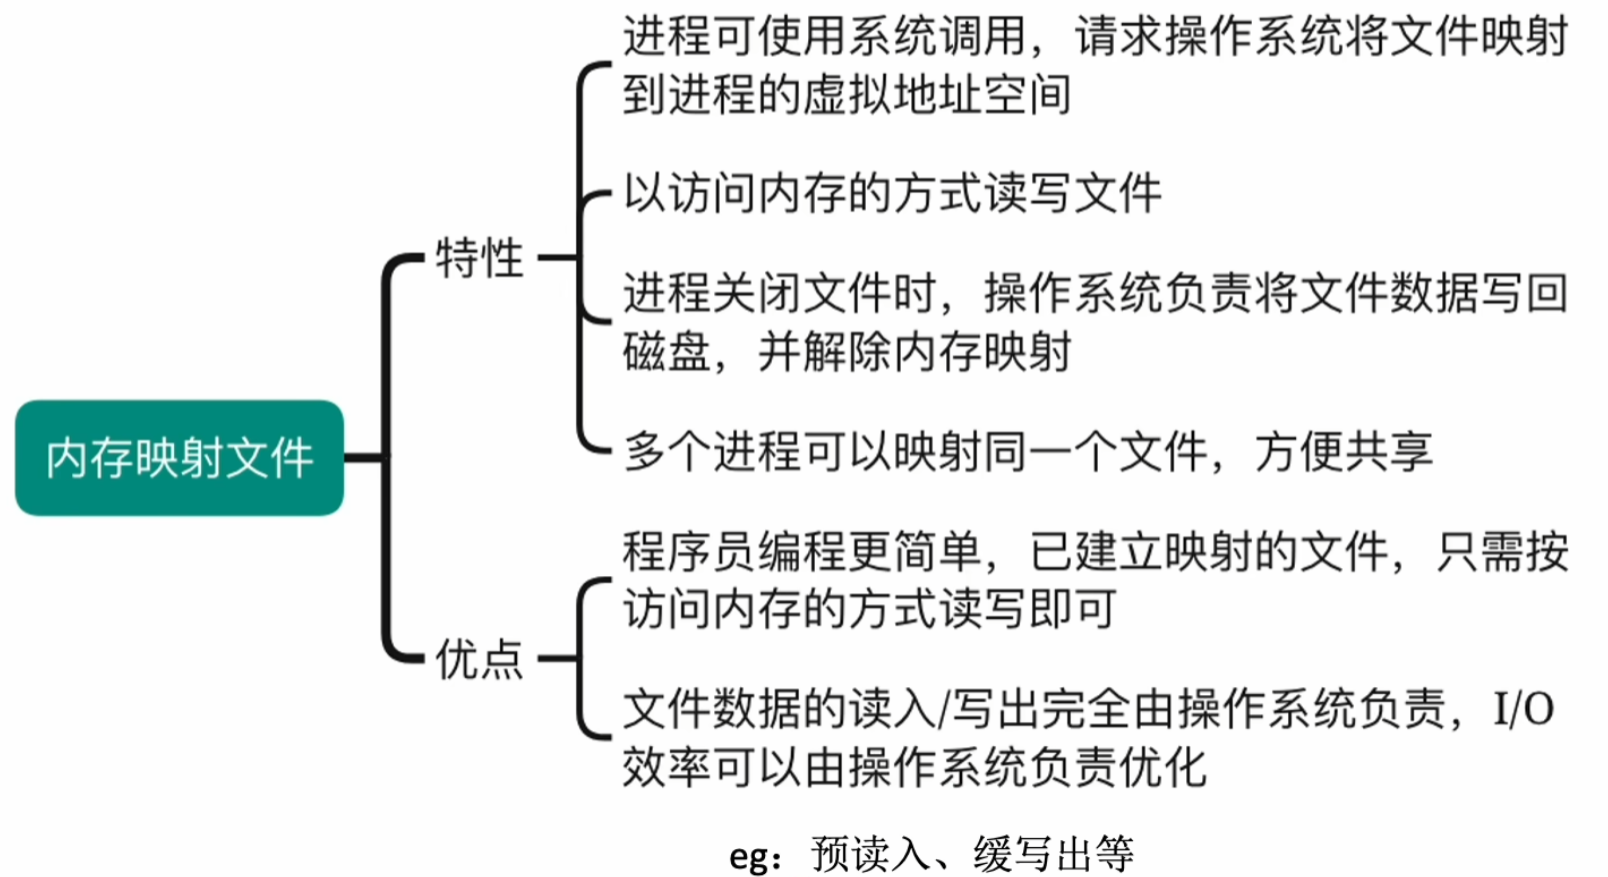 内存映射文件
特性
进程可使用系统调用，请求操作系统将文件映射
到进程的虚拟地址空间
以访问内存的方式读写文件
进程关闭文件时，操作系统负责将文件数据写回
磁盘，并解除内存映射
多个进程可以映射同一个文件，方便共享
优点
程序员编程更简单，已建立映射的文件，只需按
访问内存的方式读写即可
文件数据的读入/写出完全由操作系统负责，I/O
效率可以由操作系统负责优化
eg：预读入、缓写出等